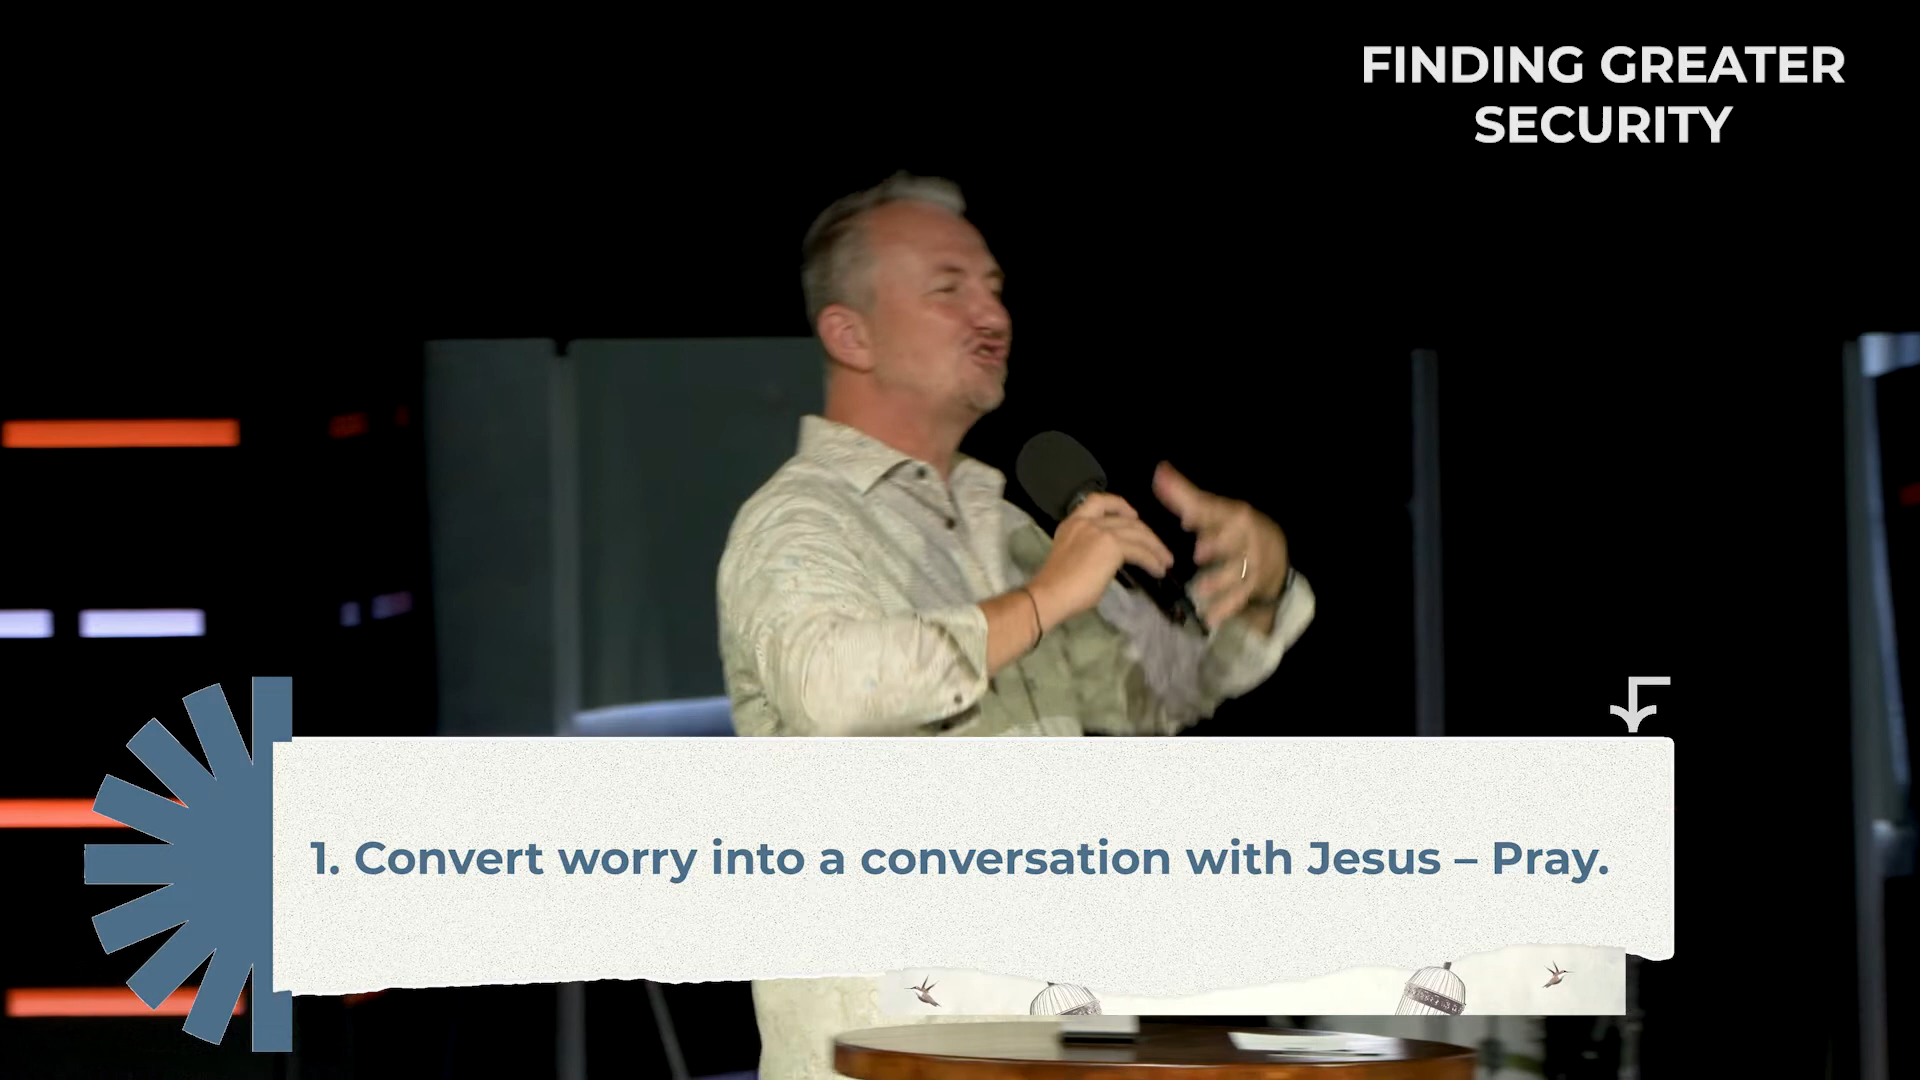 FINDING GREATER
SECURITY
1. Convert worry into a conversation with Jesus – Pray.